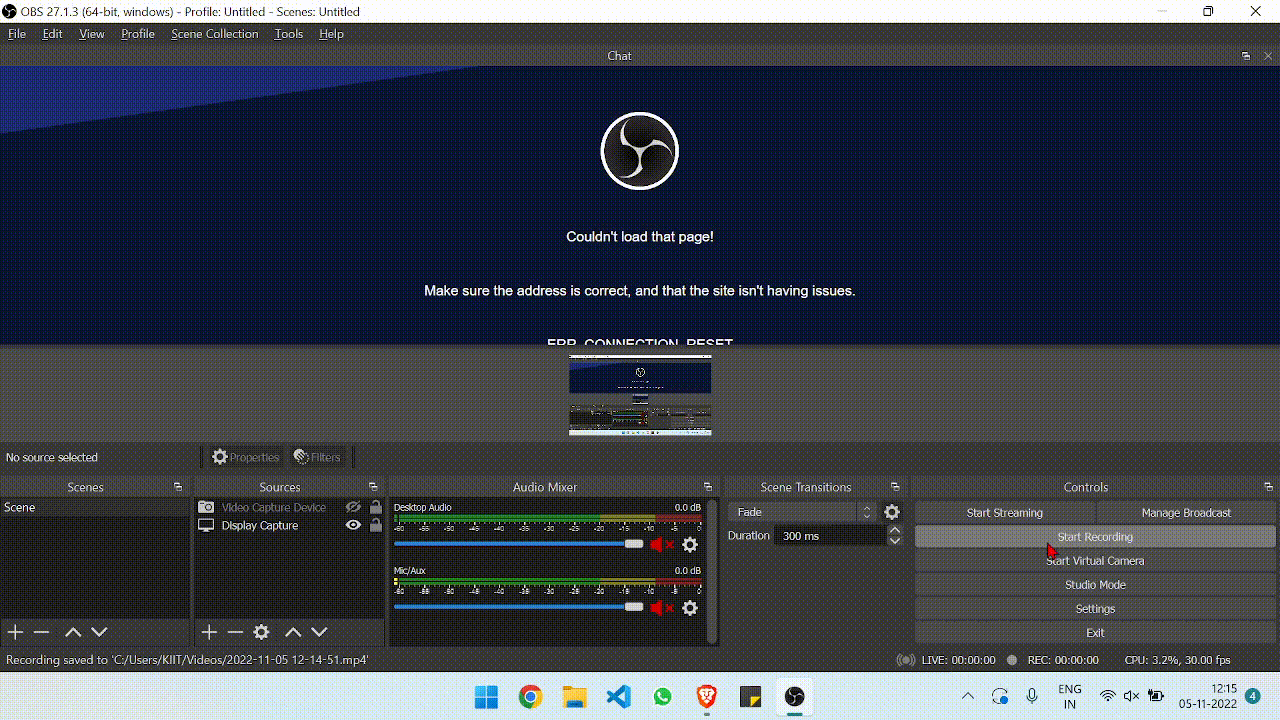 OBS 27.1.3 (64-bit, windows) - Profile: Untitled - Scenes: Untitled
File Edit View Profile Scene Collection Tools Help
Chat
Couldn't load that page!
Make sure the address is correct, and that the site isn't having issues.
ERR_CONNECTION_RESET
No source selected Properties Filters
Scenes Sources Audio Mixer Scene Transitions Controls
Scene
Video Capture Device
Display Capture
Desktop Audio 0.0 dB
-60 -55 -50 -45 -40 -35 -30 -25 -20 -15 -10 -5 0
Mic/Aux 0.0 dB
-60 -55 -50 -45 -40 -35 -30 -25 -20 -15 -10 -5 0
Fade
Duration 300 ms
Start Streaming Manage Broadcast
Start Recording
Start Virtual Camera
Studio Mode
Settings
Exit
Recording saved to 'C:/Users/KIIT/Videos/2022-11-05 12-14-51.mp4' LIVE: 00:00:00 REC: 00:00:00 CPU: 3.2%, 30.00 fps
ENG
IN
12:15
05-11-2022
4